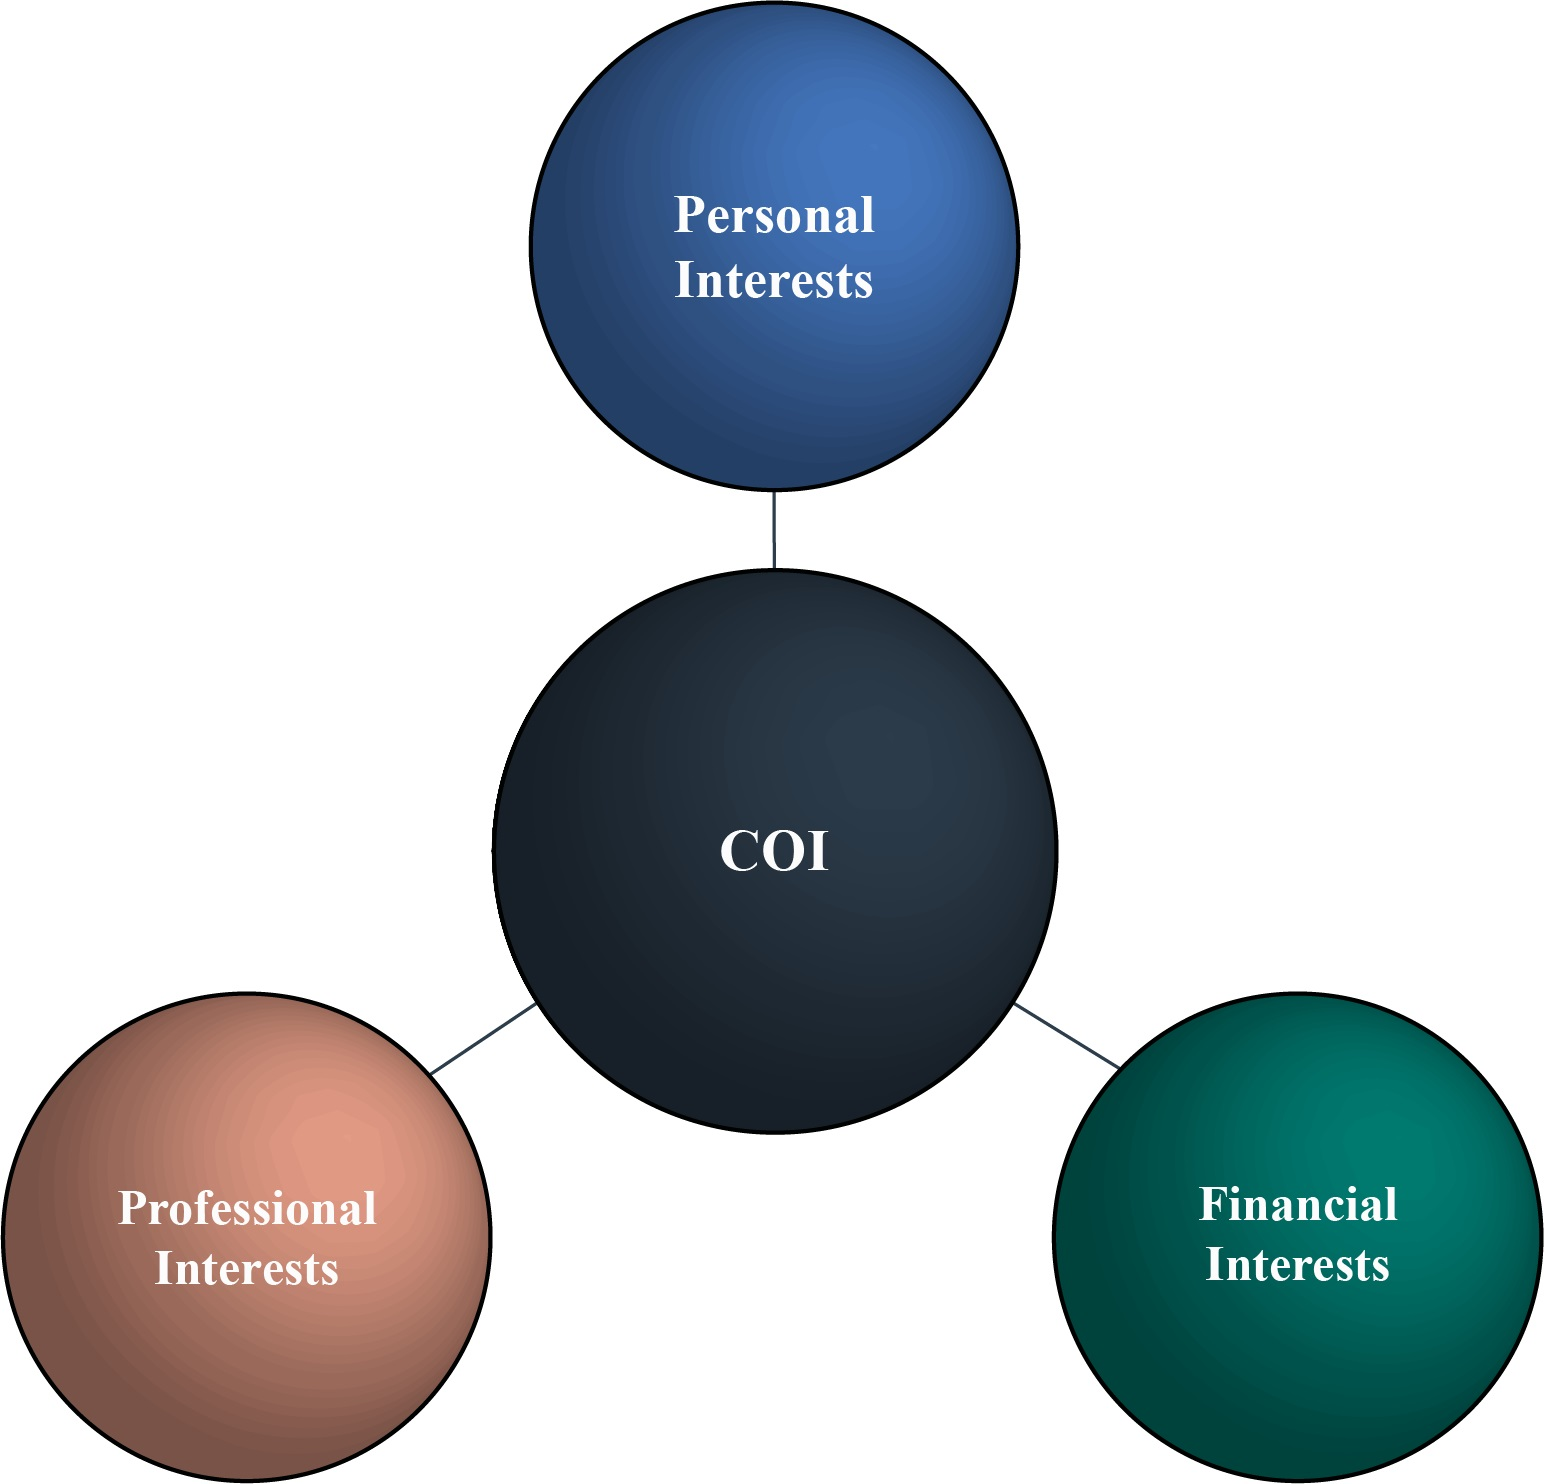 Personal
Interests
COI
Professional
Interests
Financial
Interests